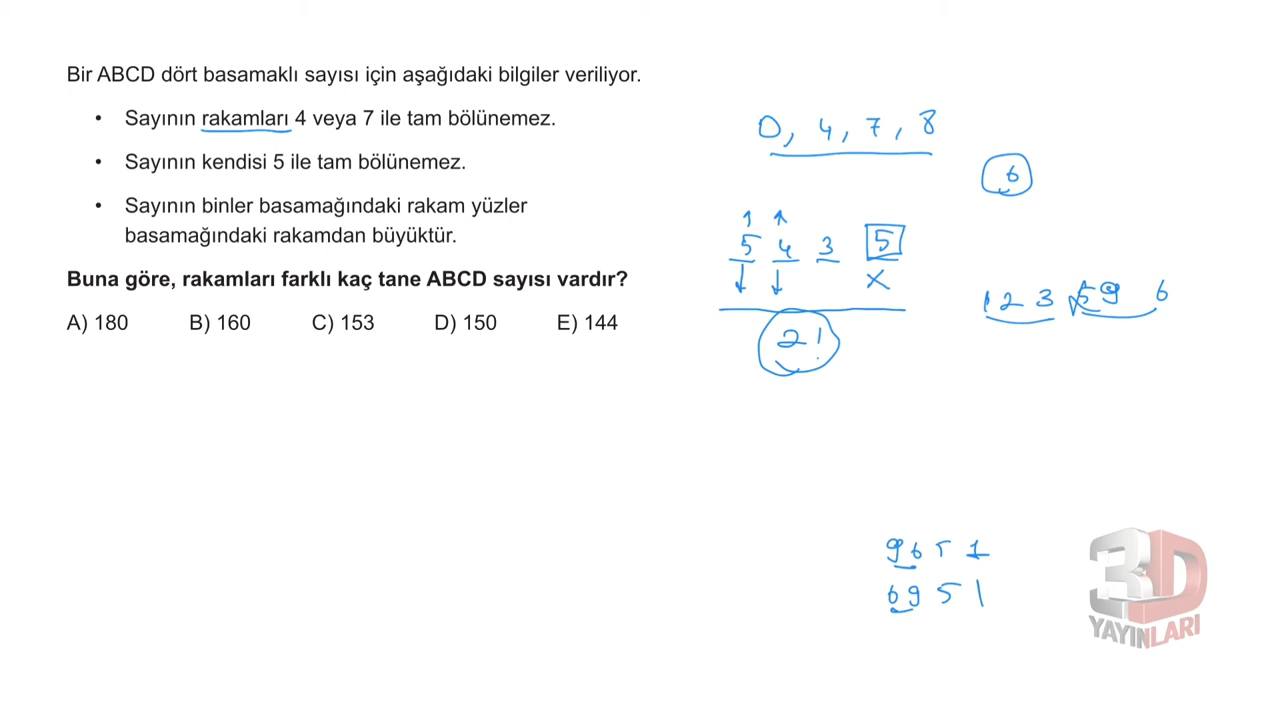 Bir ABCD dört basamaklı sayısı için aşağıdaki bilgiler veriliyor.
• Sayının rakamları 4 veya 7 ile tam bölünemez.
• Sayının kendisi 5 ile tam bölünemez.
• Sayının binler basamağındaki rakam yüzler
basamağındaki rakamdan büyüktür.
Buna göre, rakamları farklı kaç tane ABCD sayısı vardır?
A) 180 B) 160 C) 153 D) 150 E) 144
0, 4, 7, 8
6
5 4 3 5
x
2!
1 2 3 5 9 6
9 6 5 1
6 9 5 1
3D
YAYINLARI